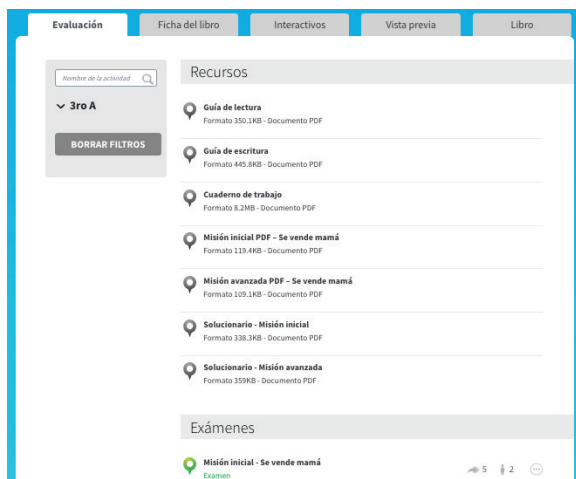 Evaluación
Ficha del libro
Interactivos
Vista previa
Libro
Nombre de la actividad
3ro A
BORRAR FILTROS
Recursos
Guía de lectura
Formato 350.1KB - Documento PDF
Guía de escritura
Formato 445.8KB - Documento PDF
Cuaderno de trabajo
Formato 8.2MB - Documento PDF
Misión inicial PDF – Se vende mamá
Formato 119.4KB - Documento PDF
Misión avanzada PDF – Se vende mamá
Formato 109.1KB - Documento PDF
Solucionario - Misión inicial
Formato 338.3KB - Documento PDF
Solucionario - Misión avanzada
Formato 359KB - Documento PDF
Exámenes
Misión inicial - Se vende mamá
Examen
5 2